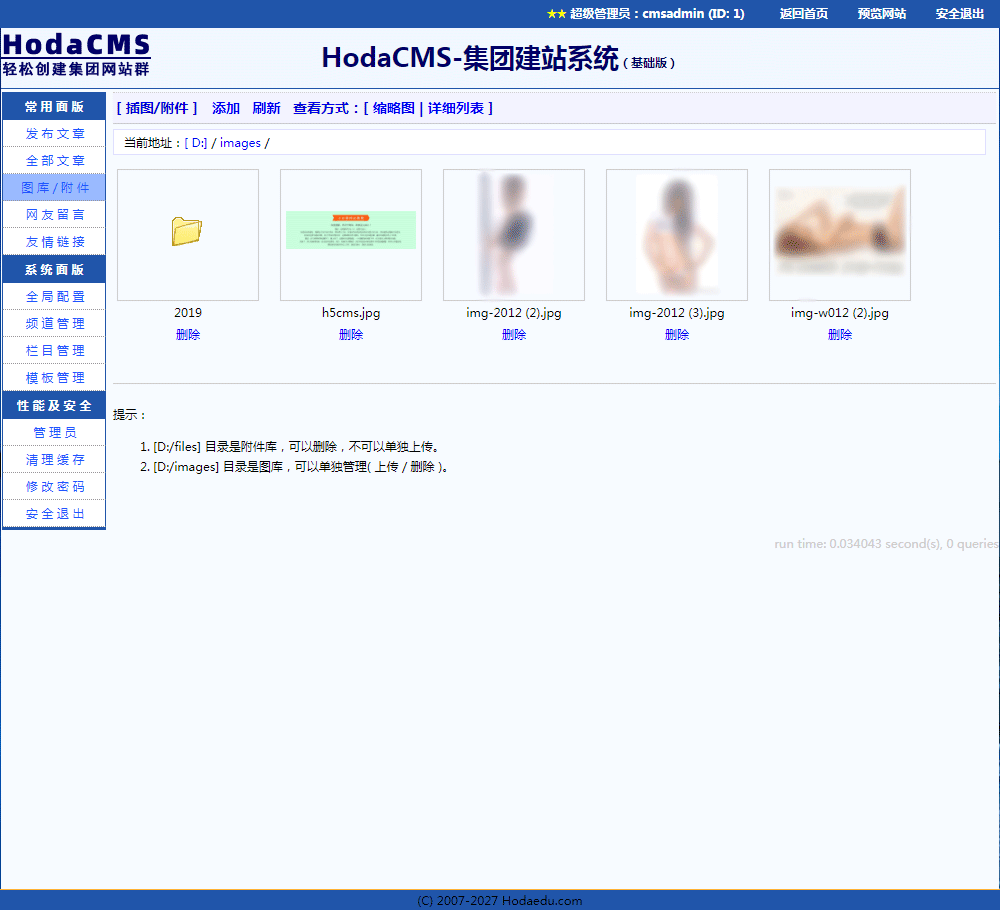 ★★ 超级管理员：cmsadmin (ID: 1) 返回首页 预览网站 安全退出
HodaCMS
轻松创建集团网站群
HodaCMS-集团建站系统 ( 基础版 )
常用面版
发布文章
全部文章
图库/附件
网友留言
友情链接
系统面版
全局配置
频道管理
栏目管理
模板管理
性能及安全
管理员
清理缓存
修改密码
安全退出
[ 插图/附件 ] 添加 刷新 查看方式：[ 缩略图 | 详细列表 ]
当前地址：[ D:] / images /
2019 h5cms.jpg img-2012 (2).jpg img-2012 (3).jpg img-w012 (2).jpg
删除 删除 删除 删除 删除
提示：
1. [D:/files] 目录是附件库，可以删除，不可以单独上传。
2. [D:/images] 目录是图库，可以单独管理( 上传 / 删除 )。
run time: 0.034043 second(s), 0 queries
(C) 2007-2027 Hodaedu.com